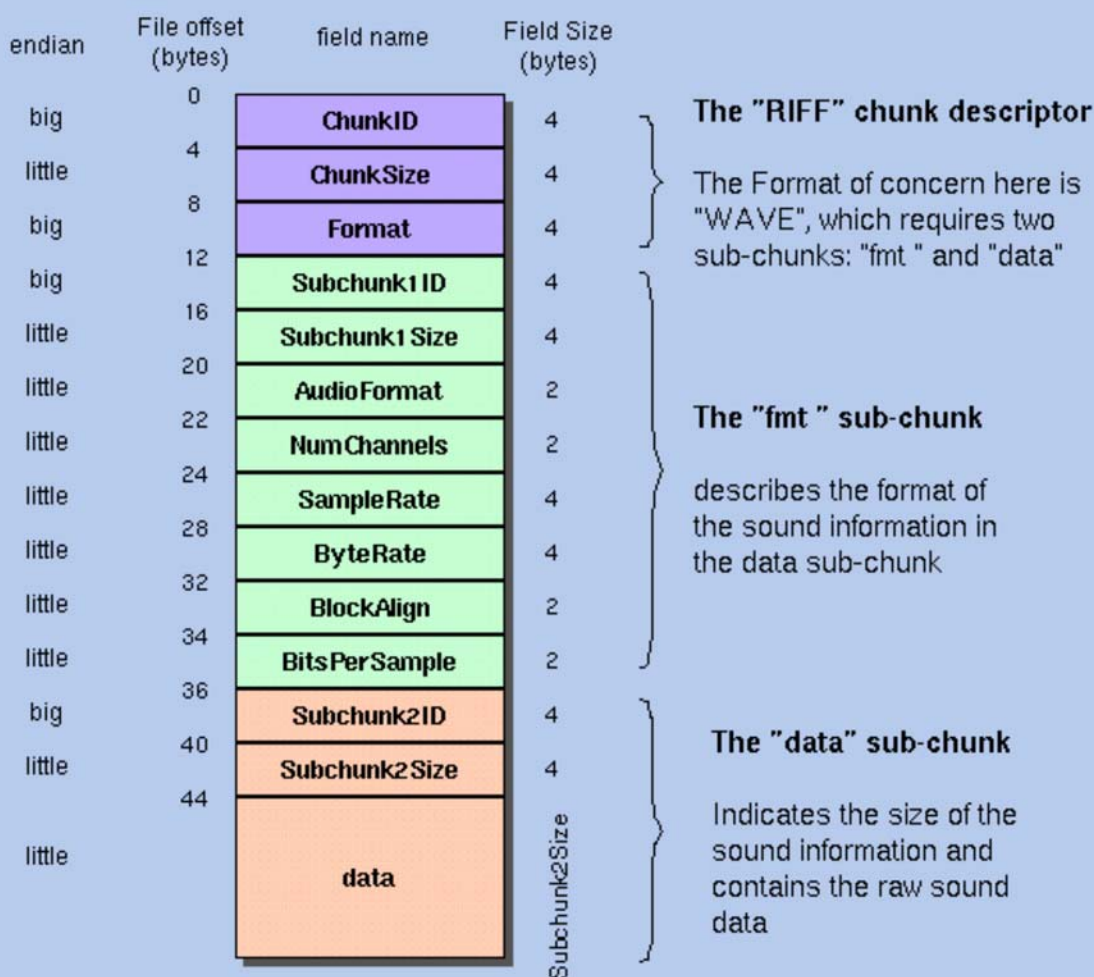 endian
File offset
(bytes)
field name
Field Size
(bytes)
0
big
ChunkID
4
4
little
ChunkSize
4
8
big
Format
4
12
big
Subchunk1ID
4
16
little
Subchunk1Size
4
20
little
AudioFormat
2
22
little
NumChannels
2
24
little
SampleRate
4
28
little
ByteRate
4
32
little
BlockAlign
2
34
little
BitsPerSample
2
36
big
Subchunk2ID
4
40
little
Subchunk2Size
4
44
little
data
Subchunk2Size
The "RIFF" chunk descriptor
The Format of concern here is
"WAVE", which requires two
sub-chunks: "fmt " and "data"
The "fmt " sub-chunk
describes the format of
the sound information in
the data sub-chunk
The "data" sub-chunk
Indicates the size of the
sound information and
contains the raw sound
data